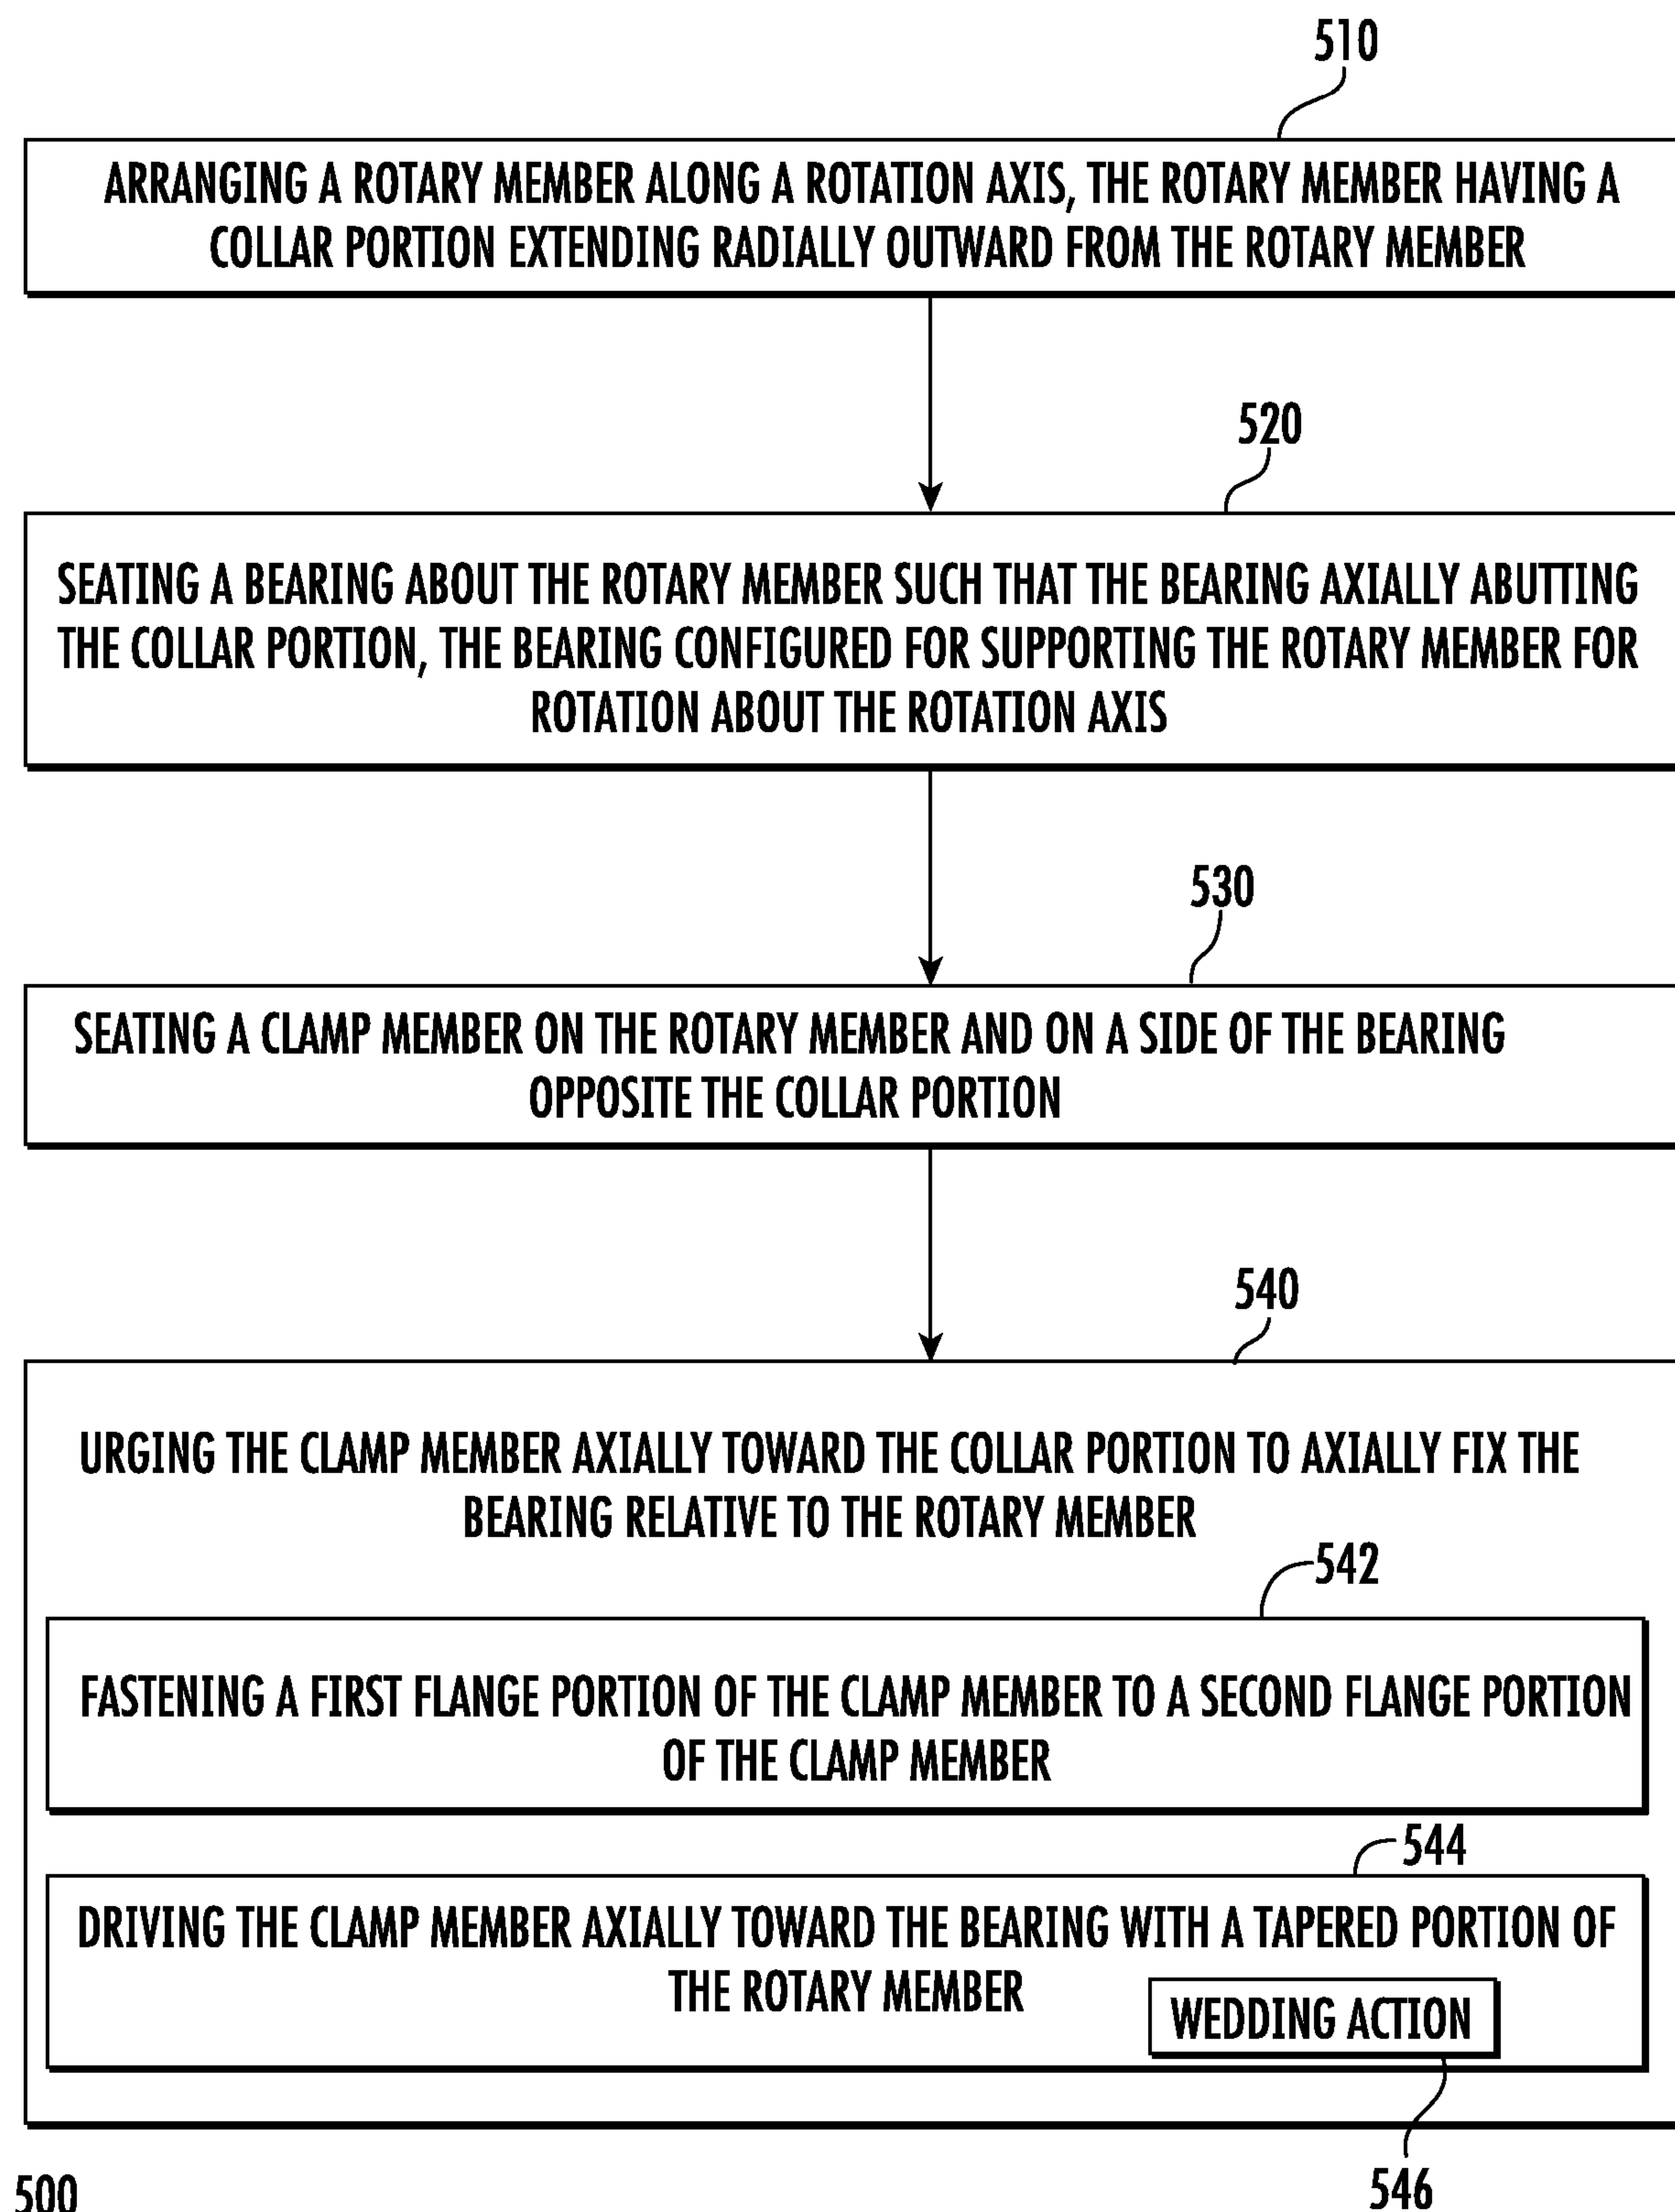 510
ARRANGING A ROTARY MEMBER ALONG A ROTATION AXIS, THE ROTARY MEMBER HAVING A
COLLAR PORTION EXTENDING RADIALLY OUTWARD FROM THE ROTARY MEMBER
520
SEATING A BEARING ABOUT THE ROTARY MEMBER SUCH THAT THE BEARING AXIALLY ABUTTING
THE COLLAR PORTION, THE BEARING CONFIGURED FOR SUPPORTING THE ROTARY MEMBER FOR
ROTATION ABOUT THE ROTATION AXIS
530
SEATING A CLAMP MEMBER ON THE ROTARY MEMBER AND ON A SIDE OF THE BEARING
OPPOSITE THE COLLAR PORTION
540
URGING THE CLAMP MEMBER AXIALLY TOWARD THE COLLAR PORTION TO AXIALLY FIX THE
BEARING RELATIVE TO THE ROTARY MEMBER
542
FASTENING A FIRST FLANGE PORTION OF THE CLAMP MEMBER TO A SECOND FLANGE PORTION
OF THE CLAMP MEMBER
544
DRIVING THE CLAMP MEMBER AXIALLY TOWARD THE BEARING WITH A TAPERED PORTION OF
THE ROTARY MEMBER
WEDDING ACTION
546
500